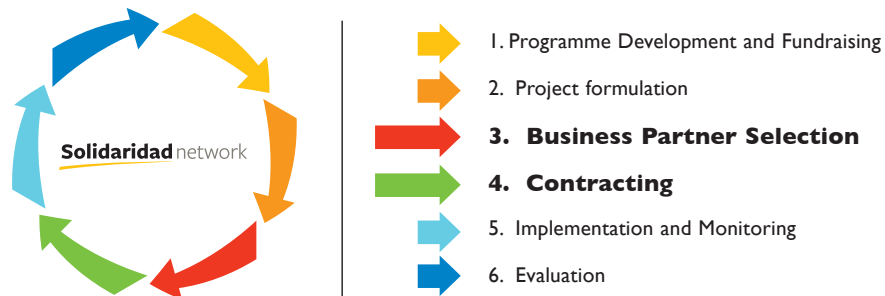 Solidaridad network
1. Programme Development and Fundraising
2. Project formulation
3. Business Partner Selection
4. Contracting
5. Implementation and Monitoring
6. Evaluation